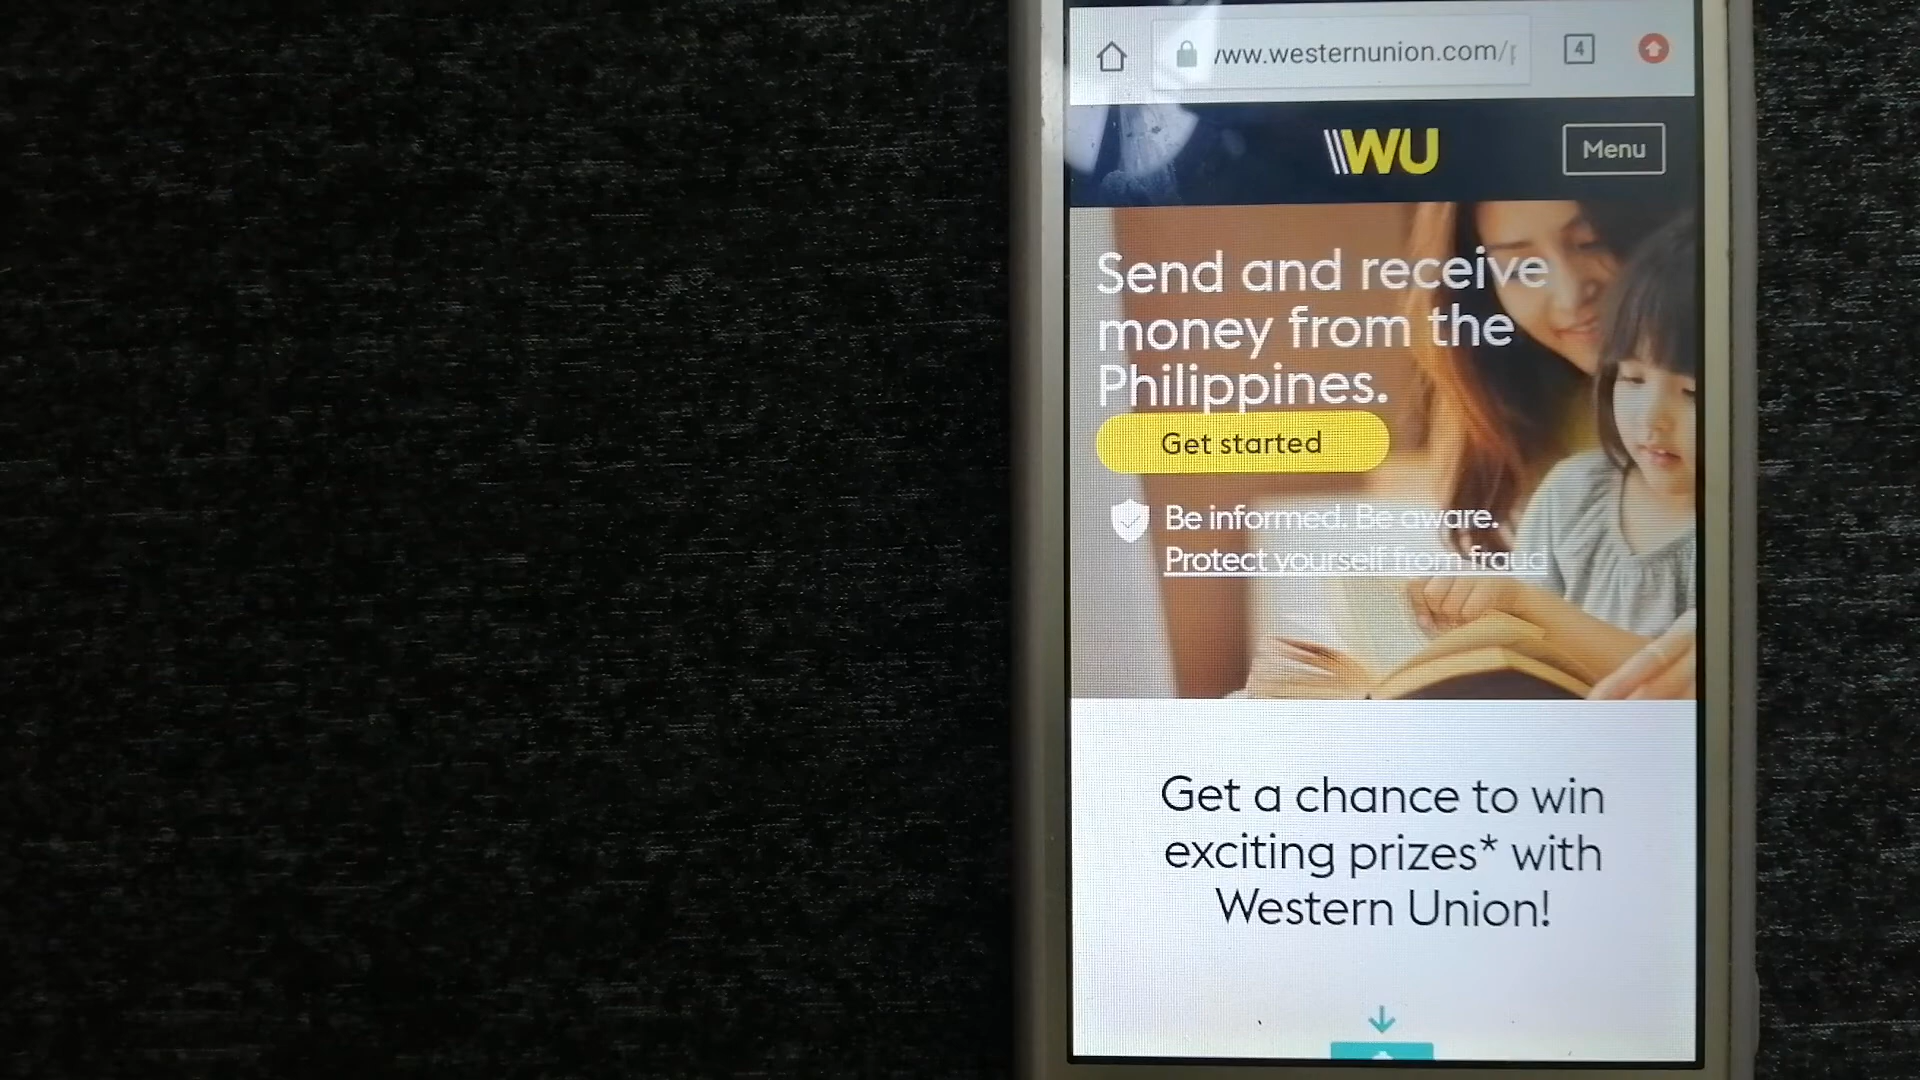 www.westernunion.com/
4
WU
Menu
Send and receive
money from the
Philippines.
Get started
Be informed. Be aware.
Protect yourself from fraud
Get a chance to win
exciting prizes* with
Western Union!